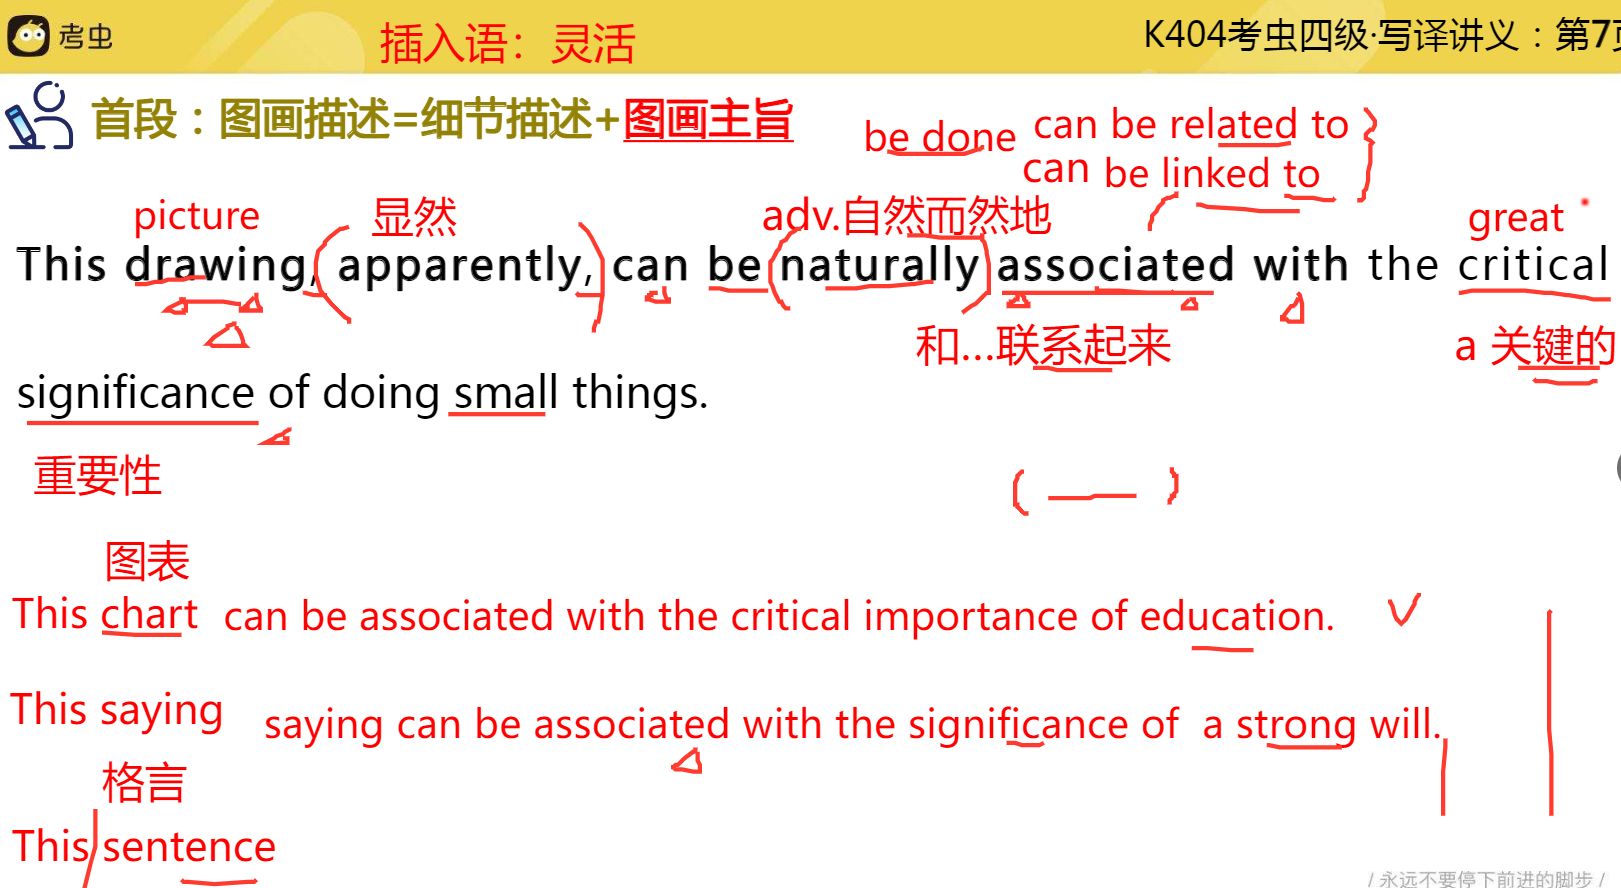 考虫
插入语：灵活
K404考虫四级·写译讲义：第7页
首段：图画描述=细节描述+图画主旨
be done can be related to
can be linked to
picture 显然 adv.自然而然地 great
This drawing, apparently, can be naturally associated with the critical
和...联系起来 a 关键的
significance of doing small things.
重要性
图表
This chart can be associated with the critical importance of education.
This saying saying can be associated with the significance of a strong will.
格言
This sentence
/ 永远不要停下前进的脚步 /